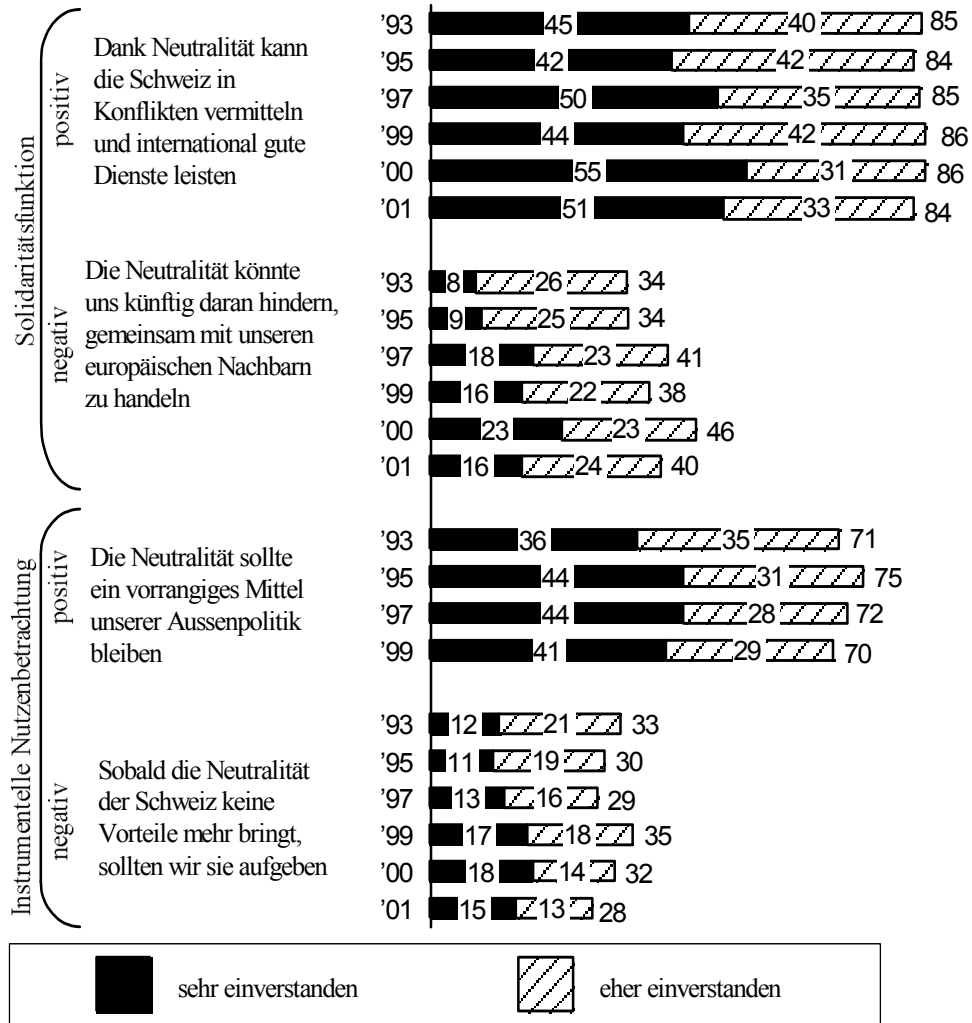 Solidaritätsfunktion
positiv
Dank Neutralität kann
die Schweiz in
Konflikten vermitteln
und international gute
Dienste leisten
'93 45 40 85
'95 42 42 84
'97 50 35 85
'99 44 42 86
'00 55 31 86
'01 51 33 84
negativ
Die Neutralität könnte
uns künftig daran hindern,
gemeinsam mit unseren
europäischen Nachbarn
zu handeln
'93 8 26 34
'95 9 25 34
'97 18 23 41
'99 16 22 38
'00 23 23 46
'01 16 24 40
Instrumentelle Nutzenbetrachtung
positiv
Die Neutralität sollte
ein vorrangiges Mittel
unserer Aussenpolitik
bleiben
'93 36 35 71
'95 44 31 75
'97 44 28 72
'99 41 29 70
negativ
Sobald die Neutralität
der Schweiz keine
Vorteile mehr bringt,
sollten wir sie aufgeben
'93 12 21 33
'95 11 19 30
'97 13 16 29
'99 17 18 35
'00 18 14 32
'01 15 13 28
sehr einverstanden
eher einverstanden